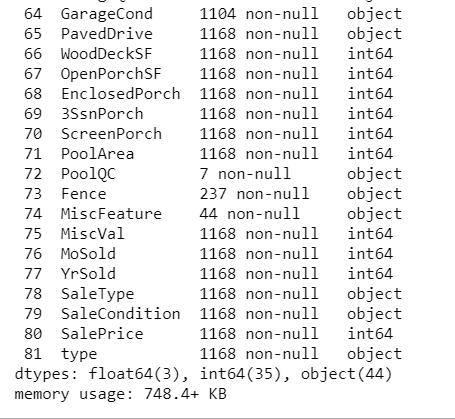 64 GarageCond 1104 non-null object
65 PavedDrive 1168 non-null object
66 WoodDeckSF 1168 non-null int64
67 OpenPorchSF 1168 non-null int64
68 EnclosedPorch 1168 non-null int64
69 3SsnPorch 1168 non-null int64
70 ScreenPorch 1168 non-null int64
71 PoolArea 1168 non-null int64
72 PoolQC 7 non-null object
73 Fence 237 non-null object
74 MiscFeature 44 non-null object
75 MiscVal 1168 non-null int64
76 MoSold 1168 non-null int64
77 YrSold 1168 non-null int64
78 SaleType 1168 non-null object
79 SaleCondition 1168 non-null object
80 SalePrice 1168 non-null int64
81 type 1168 non-null object
dtypes: float64(3), int64(35), object(44)
memory usage: 748.4+ KB